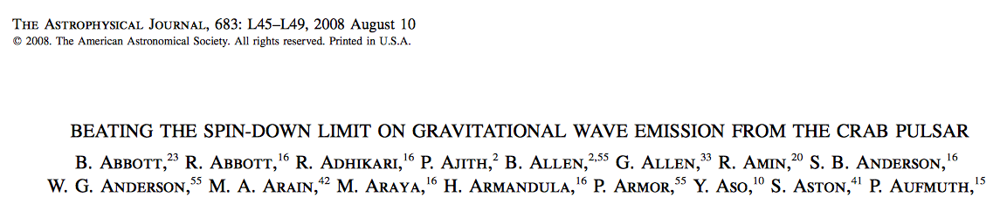 THE ASTROPHYSICAL JOURNAL, 683: L45–L49, 2008 August 10
© 2008. The American Astronomical Society. All rights reserved. Printed in U.S.A.
BEATING THE SPIN-DOWN LIMIT ON GRAVITATIONAL WAVE EMISSION FROM THE CRAB PULSAR
B. ABBOTT,23 R. ABBOTT,16 R. ADHIKARI,16 P. AJITH,2 B. ALLEN,2,55 G. ALLEN,33 R. AMIN,20 S. B. ANDERSON,16
W. G. ANDERSON,55 M. A. ARAIN,42 M. ARAYA,16 H. ARMANDULA,16 P. ARMOR,55 Y. ASO,10 S. ASTON,41 P. AUFMUTH,15